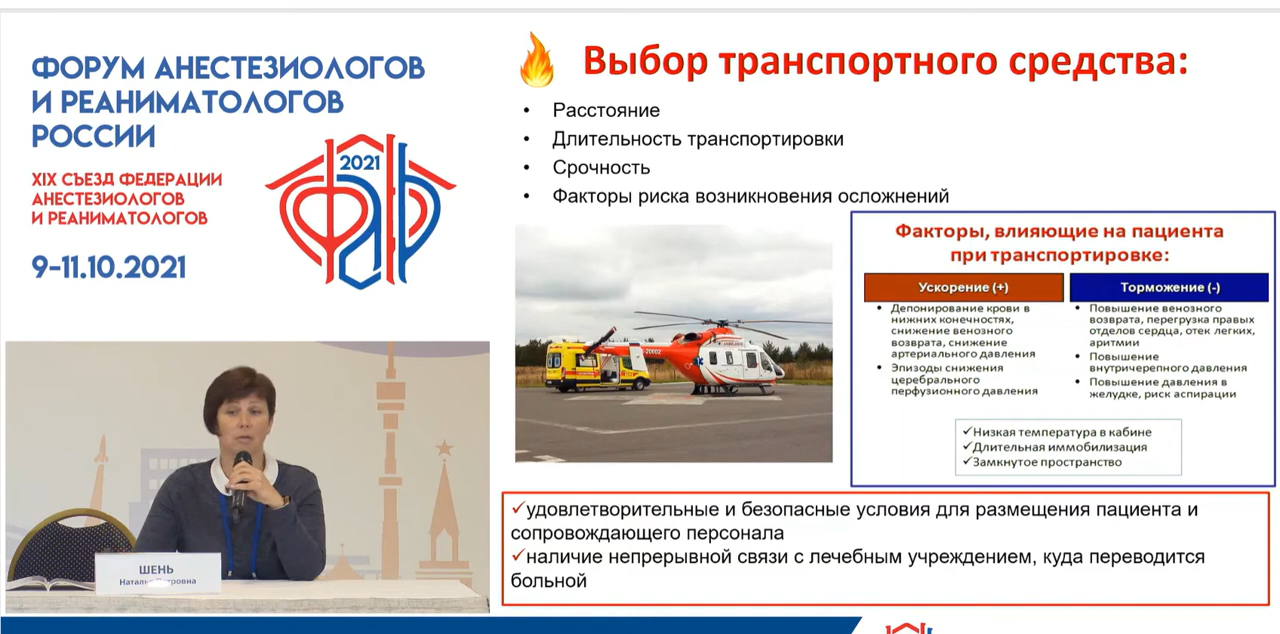 ФОРУМ АНЕСТЕЗИОЛОГОВ
И РЕАНИМАТОЛОГОВ
РОССИИ
XIX СЪЕЗД ФЕДЕРАЦИИ
АНЕСТЕЗИОЛОГОВ
И РЕАНИМАТОЛОГОВ
9-11.10.2021
2021
ФАР
ШЕНЬ
Наталья Петровна
Выбор транспортного средства:
• Расстояние
• Длительность транспортировки
• Срочность
• Факторы риска возникновения осложнений
Факторы, влияющие на пациента
при транспортировке:
Ускорение (+)
• Депонирование крови в
нижних конечностях,
снижение венозного
возврата, снижение
артериального давления
• Эпизоды снижения
церебрального
перфузионного давления
Торможение (-)
• Повышение венозного
возврата, перегрузка правых
отделов сердца, отек легких,
аритмии
• Повышение
внутричерепного давления
• Повышение давления в
желудке, риск аспирации
✓Низкая температура в кабине
✓Длительная иммобилизация
✓Замкнутое пространство
✓удовлетворительные и безопасные условия для размещения пациента и
сопровождающего персонала
✓наличие непрерывной связи с лечебным учреждением, куда переводится
больной